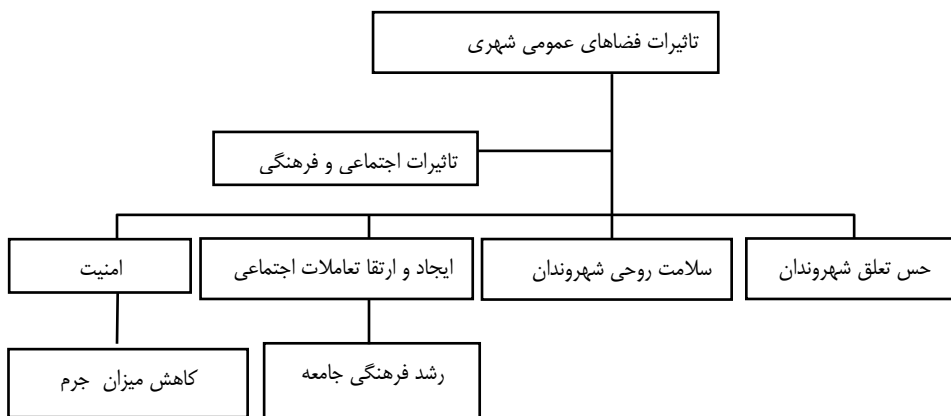 تاثیرات فضاهای عمومی شهری
تاثیرات اجتماعی و فرهنگی
حس تعلق شهروندان
سلامت روحی شهروندان
ایجاد و ارتقا تعاملات اجتماعی
امنیت
رشد فرهنگی جامعه
کاهش میزان جرم